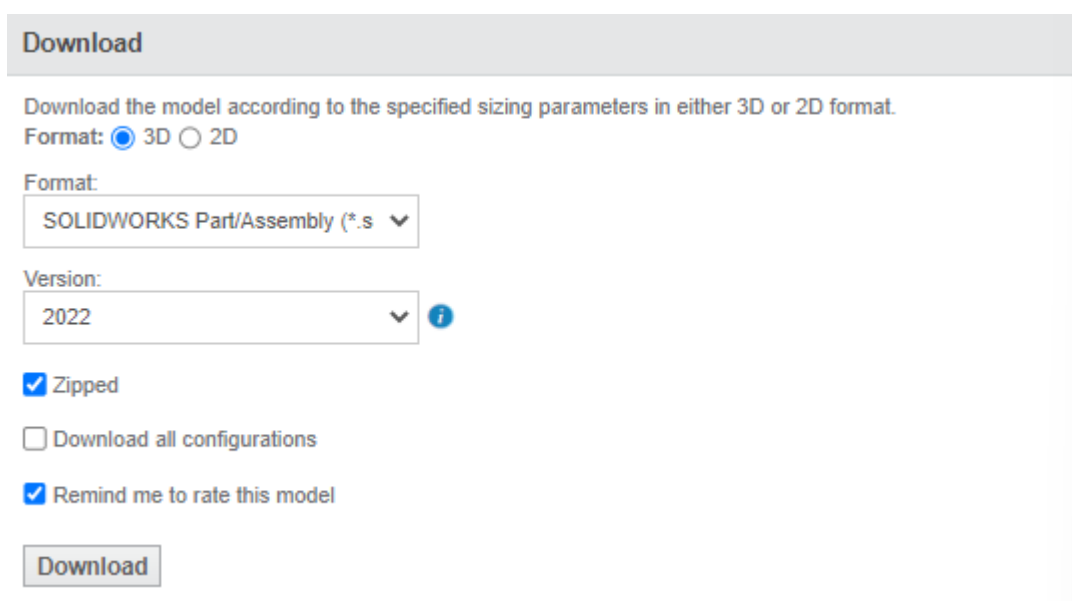 Download
Download the model according to the specified sizing parameters in either 3D or 2D format.
Format: 3D 2D
Format:
SOLIDWORKS Part/Assembly (*.s
Version:
2022
i
Zipped
Download all configurations
Remind me to rate this model
Download